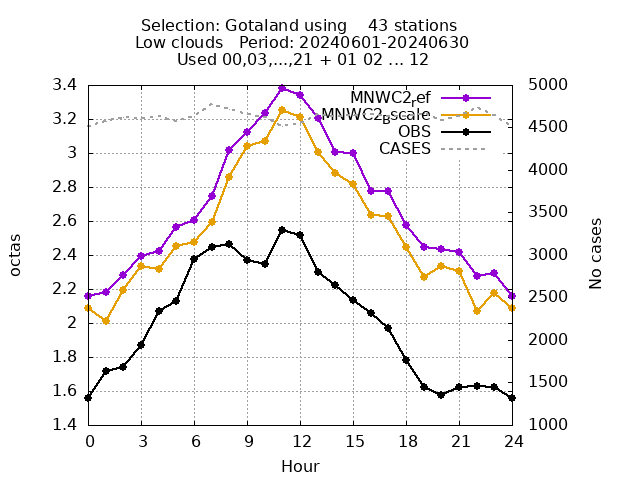 Selection: Gotaland using    43 stations
Low clouds   Period: 20240601-20240630
Used 00,03,...,21 + 01 02 ... 12
3.4
3.2
3
2.8
2.6
2.4
2.2
2
1.8
1.6
1.4
5000
4500
4000
3500
3000
2500
2000
1500
1000
MNWC2ref
MNWC2Bscale
OBS
CASES
octas
No cases
0 3 6 9 12 15 18 21 24
Hour